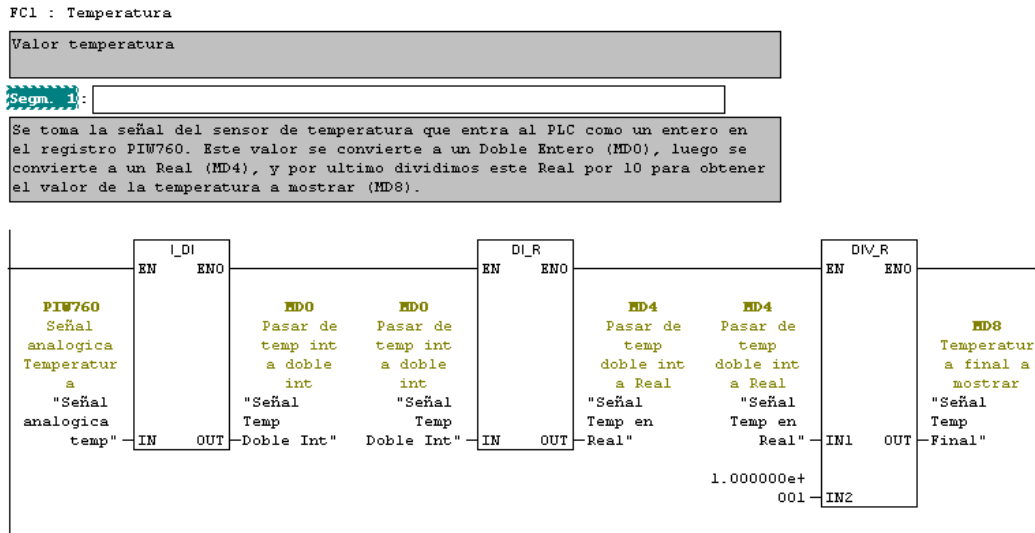 FC1 : Temperatura
Valor temperatura
Segm. 1:
Se toma la señal del sensor de temperatura que entra al PLC como un entero en
el registro PIW760. Este valor se convierte a un Doble Entero (MD0), luego se
convierte a un Real (MD4), y por ultimo dividimos este Real por 10 para obtener
el valor de la temperatura a mostrar (MD8).
I_DI
EN ENO
PIW760
Señal
analogica
Temperatur
a
"Señal
analogica
temp"
IN OUT
MD0
Pasar de
temp int
a doble
int
"Señal
Temp
Doble Int"
DI_R
EN ENO
MD0
Pasar de
temp int
a doble
int
"Señal
Temp
Doble Int"
IN OUT
MD4
Pasar de
temp
doble int
a Real
"Señal
Temp en
Real"
DIV_R
EN ENO
MD4
Pasar de
temp
doble int
a Real
"Señal
Temp en
Real"
IN1 OUT
1.000000e+
001
IN2
MD8
Temperatur
a final a
mostrar
"Señal
Temp
Final"